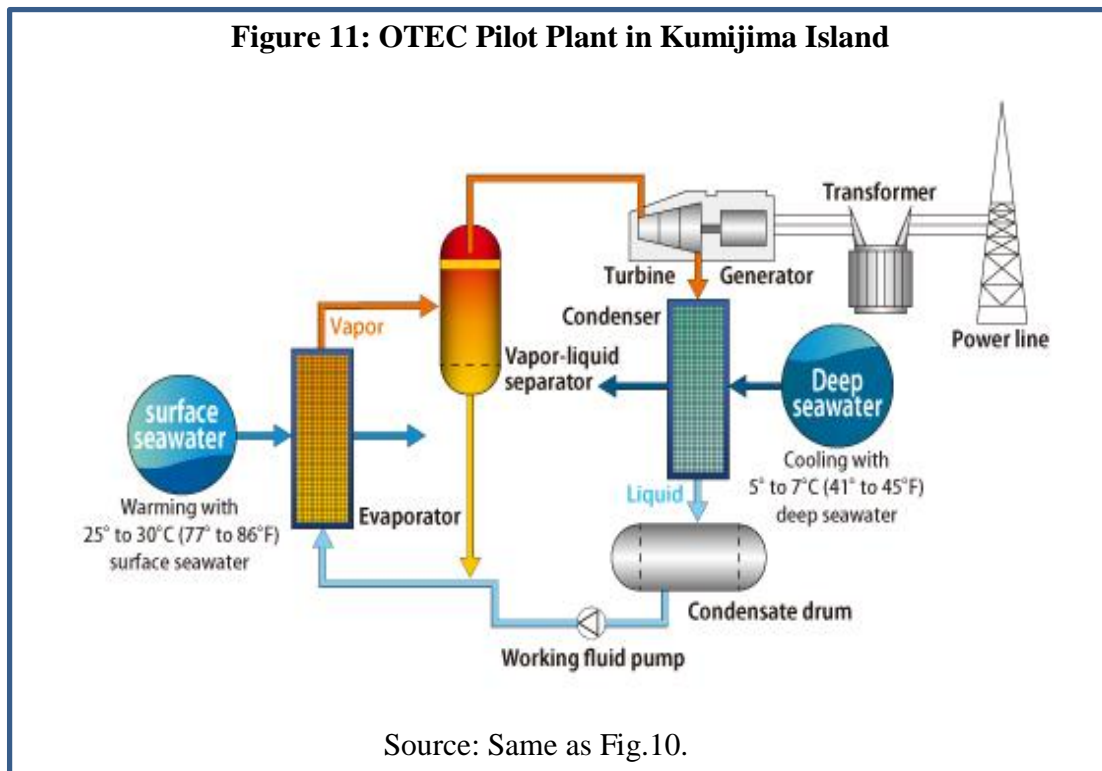 Figure 11: OTEC Pilot Plant in Kumijima Island
Transformer
Turbine
Generator
Power line
Condenser
Vapor
Vapor-liquid
separator
Deep
seawater
surface
seawater
Cooling with
5° to 7°C (41° to 45°F)
deep seawater
Warming with
25° to 30°C (77° to 86°F)
surface seawater
Evaporator
Liquid
Condensate drum
Working fluid pump
Source: Same as Fig.10.